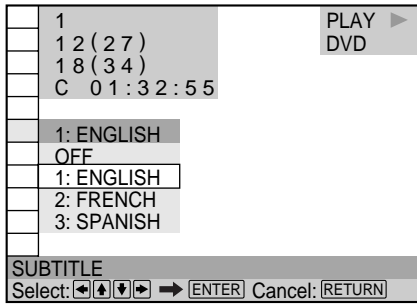 1
12(27)
18(34)
C 01:32:55
PLAY ▶
DVD
1: ENGLISH
OFF
1: ENGLISH
2: FRENCH
3: SPANISH
SUBTITLE
Select: ←↑↓→ ➡ ENTER Cancel: RETURN